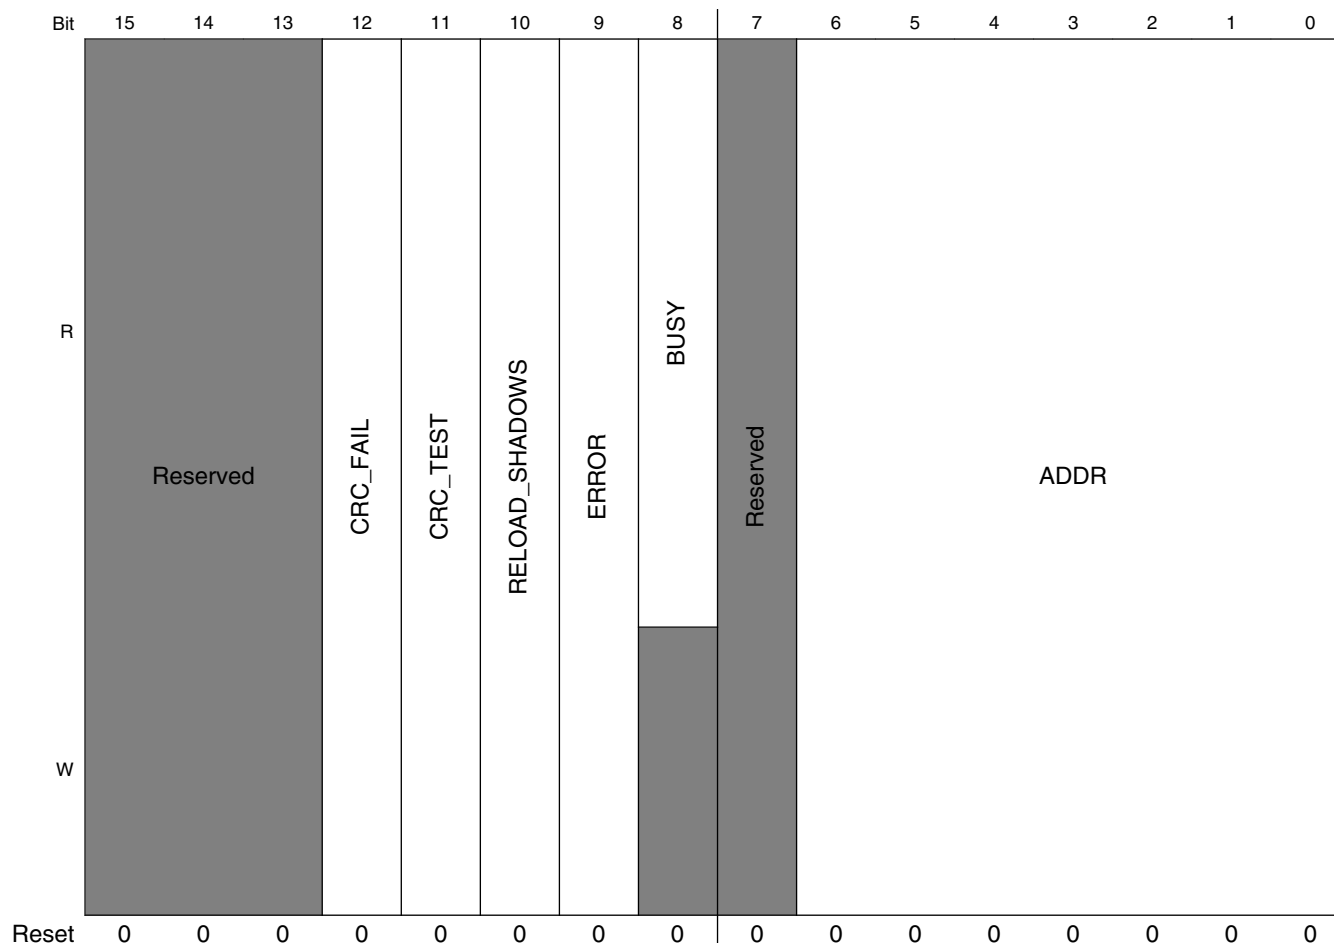 Bit 15 14 13 12 11 10 9 8 7 6 5 4 3 2 1 0
R
BUSY
Reserved
CRC_FAIL
CRC_TEST
RELOAD_SHADOWS
ERROR
Reserved
ADDR
W
Reset 0 0 0 0 0 0 0 0 0 0 0 0 0 0 0 0